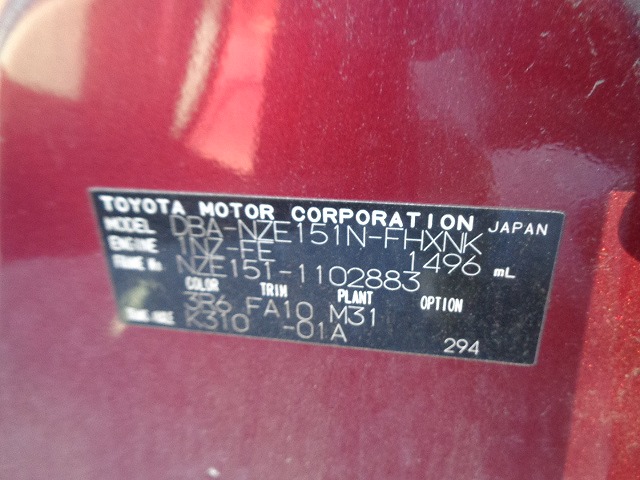 TOYOTA MOTOR CORPORATION JAPAN
MODEL DBA-NZE151N-FHXNK
ENGINE 1NZ-FE 1496 mL
FRAME No. NZE151-1102883
COLOR TRIM PLANT OPTION
3R6 FA10 M31
TRANS./AXLE K310 -01A
294